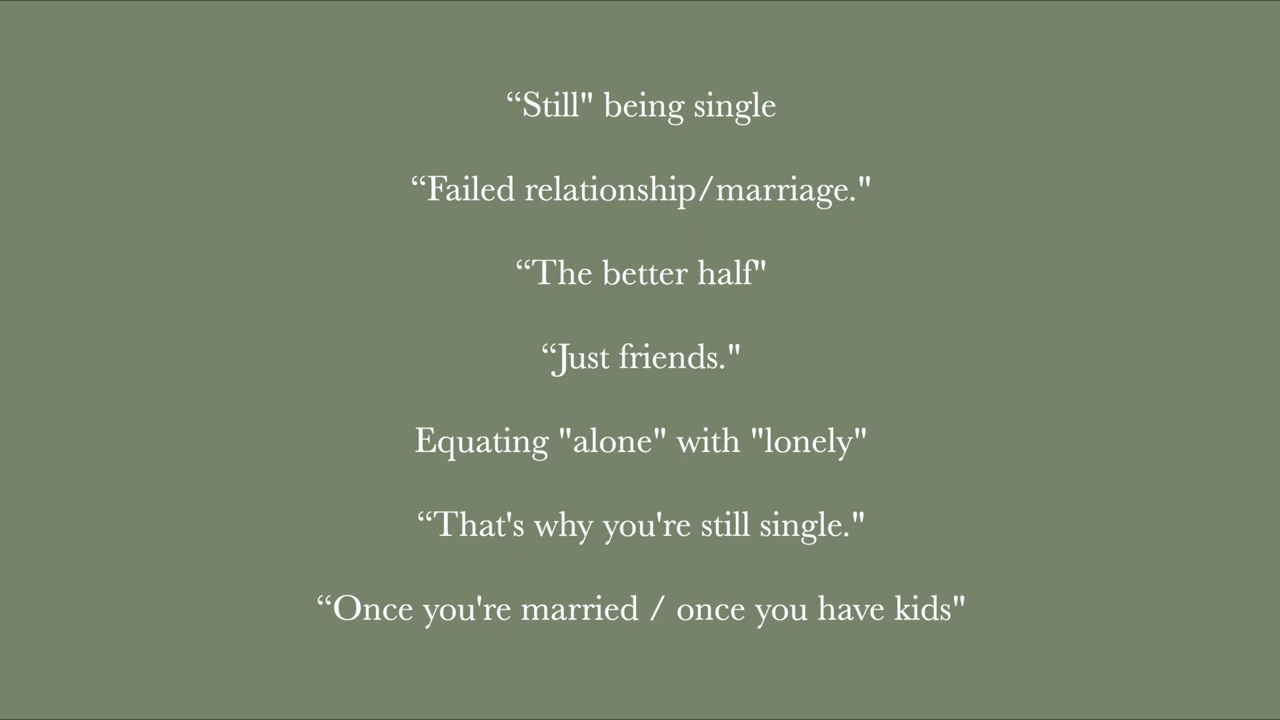 “Still" being single
“Failed relationship/marriage."
“The better half"
“Just friends."
Equating "alone" with "lonely"
“That's why you're still single."
“Once you're married / once you have kids"